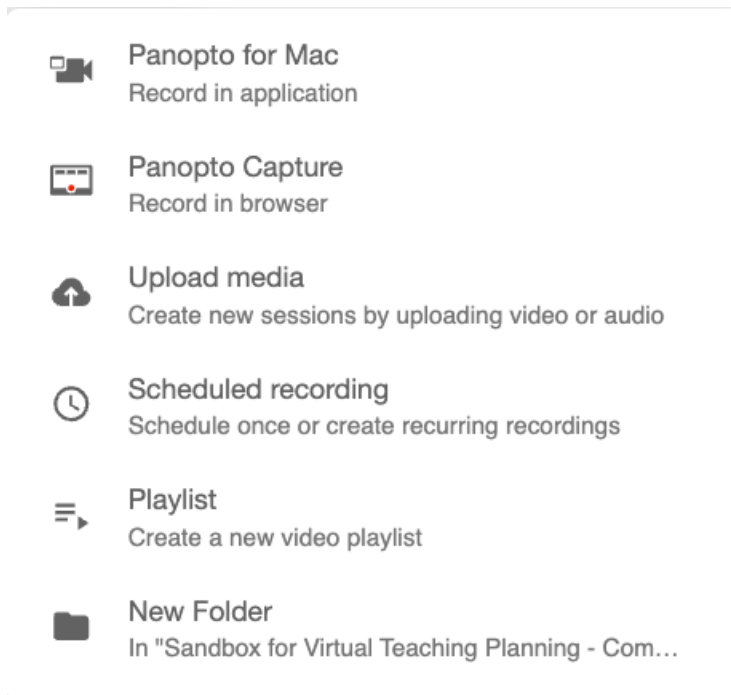 Panopto for Mac
Record in application
Panopto Capture
Record in browser
Upload media
Create new sessions by uploading video or audio
Scheduled recording
Schedule once or create recurring recordings
Playlist
Create a new video playlist
New Folder
In "Sandbox for Virtual Teaching Planning - Com...